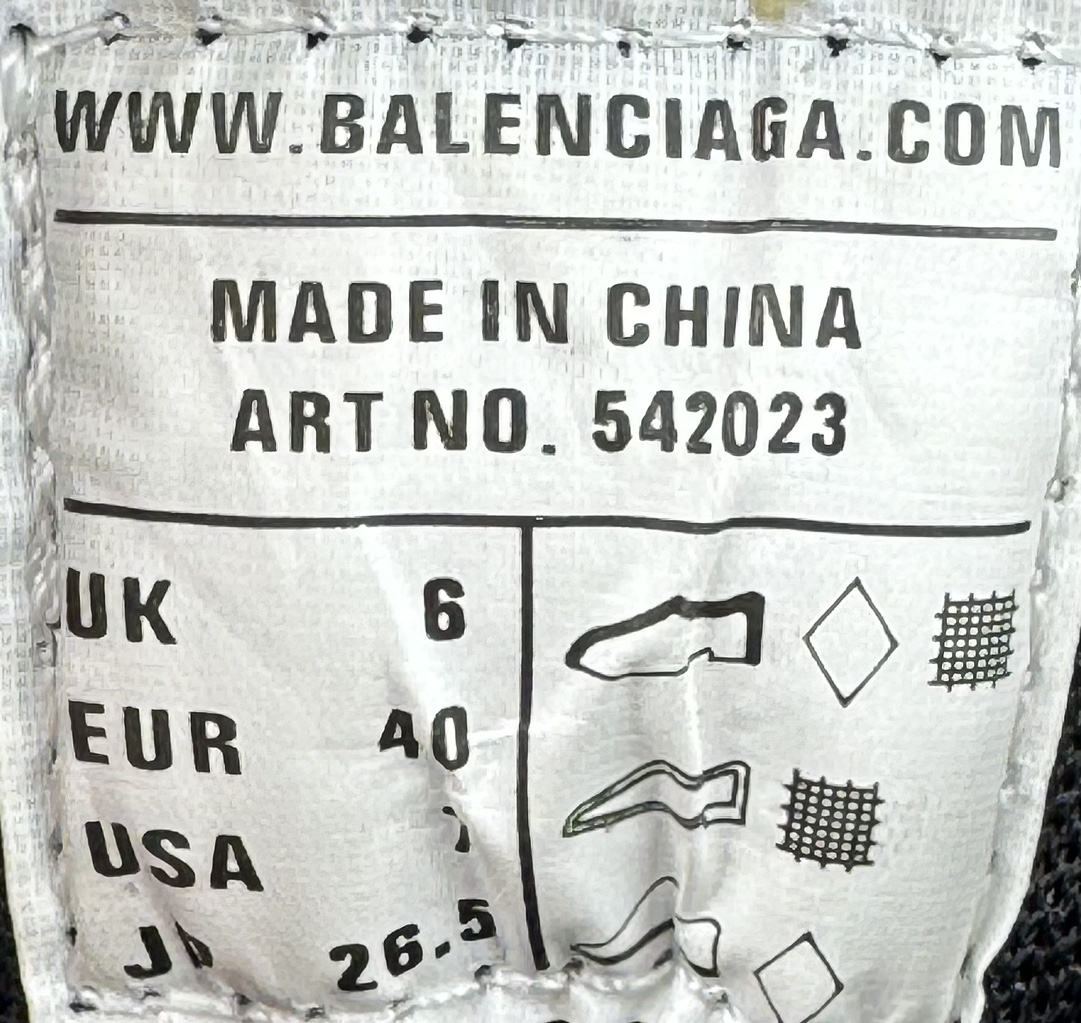 WWW.BALENCIAGA.COM
MADE IN CHINA
ART NO. 542023
UK 6
EUR 40
USA
26.5